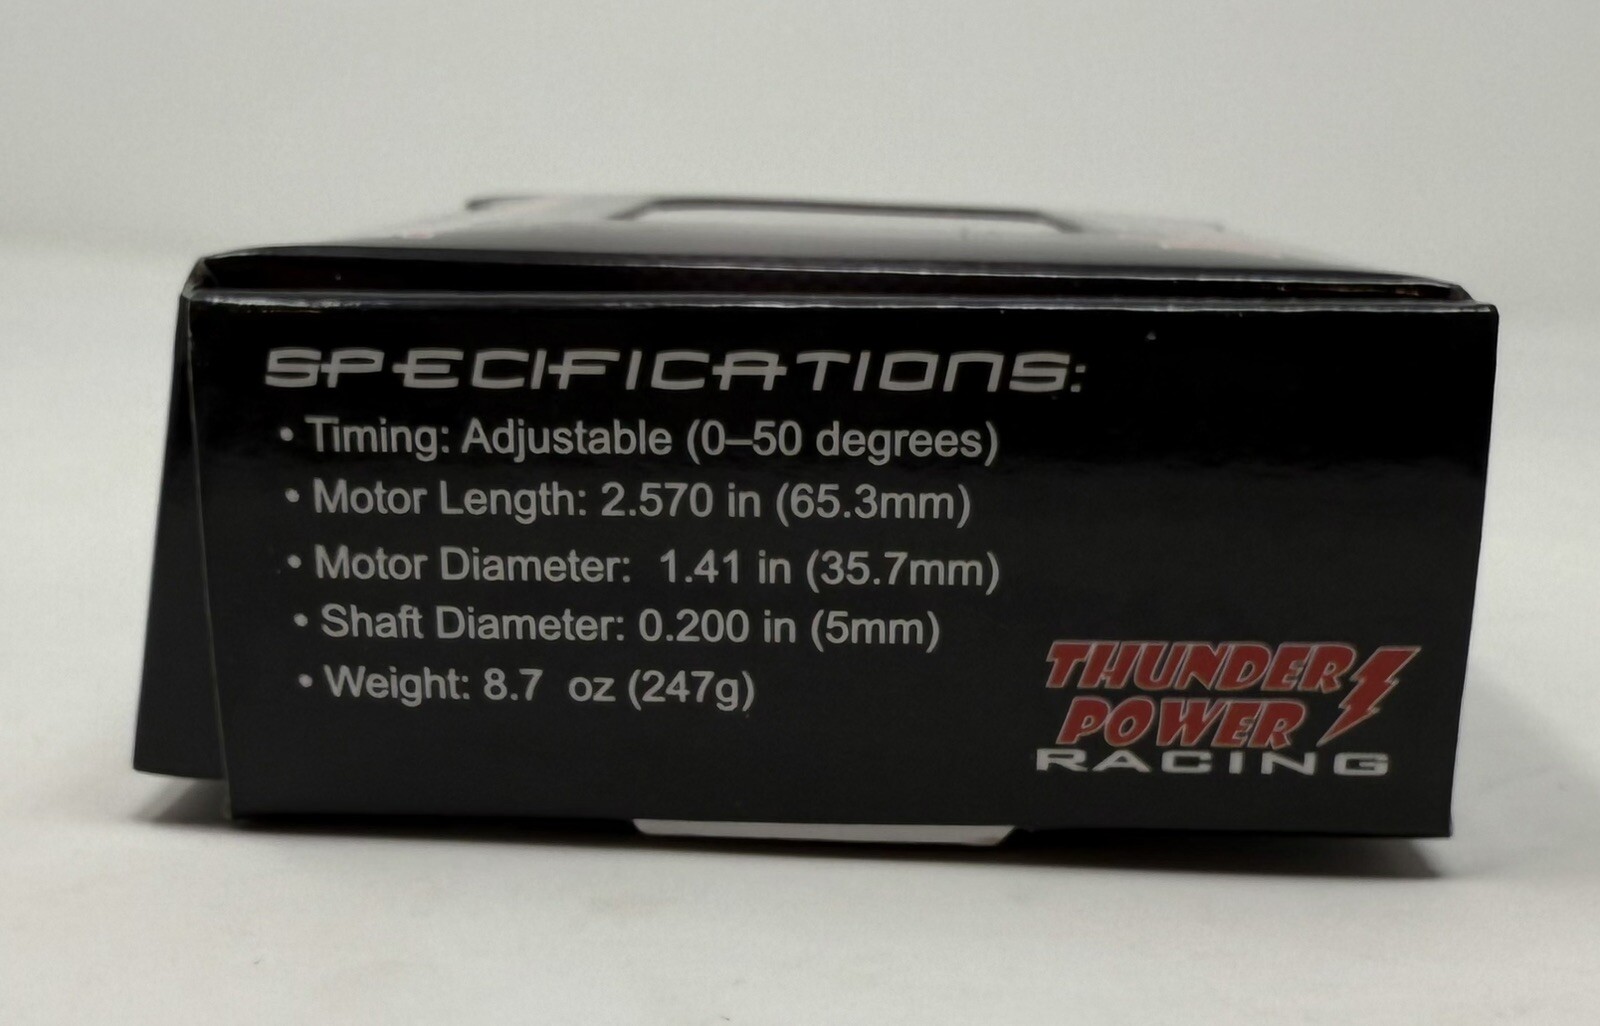 SPECIFICATIONS:
• Timing: Adjustable (0–50 degrees)
• Motor Length: 2.570 in (65.3mm)
• Motor Diameter:  1.41 in (35.7mm)
• Shaft Diameter: 0.200 in (5mm)
• Weight: 8.7  oz (247g)
THUNDER
POWER
RACING